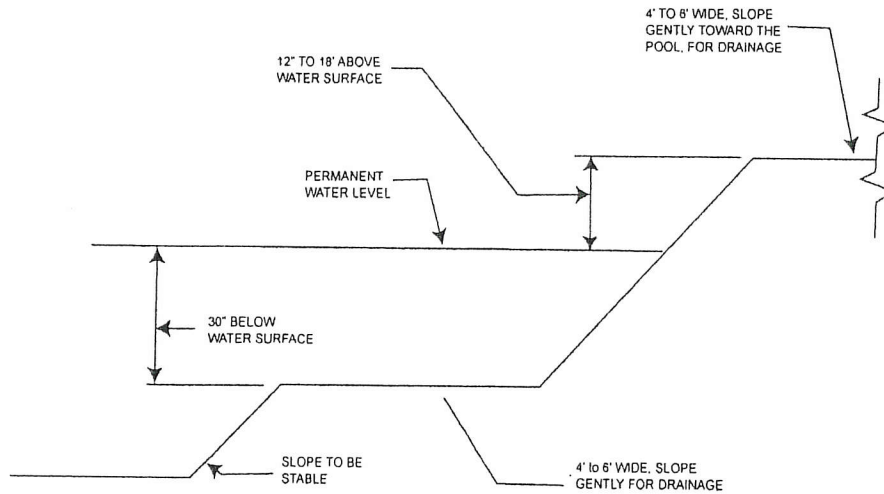 4' TO 6' WIDE, SLOPE
GENTLY TOWARD THE
POOL, FOR DRAINAGE
12" TO 18' ABOVE
WATER SURFACE
PERMANENT
WATER LEVEL
30" BELOW
WATER SURFACE
SLOPE TO BE
STABLE
4' to 6' WIDE, SLOPE
GENTLY FOR DRAINAGE